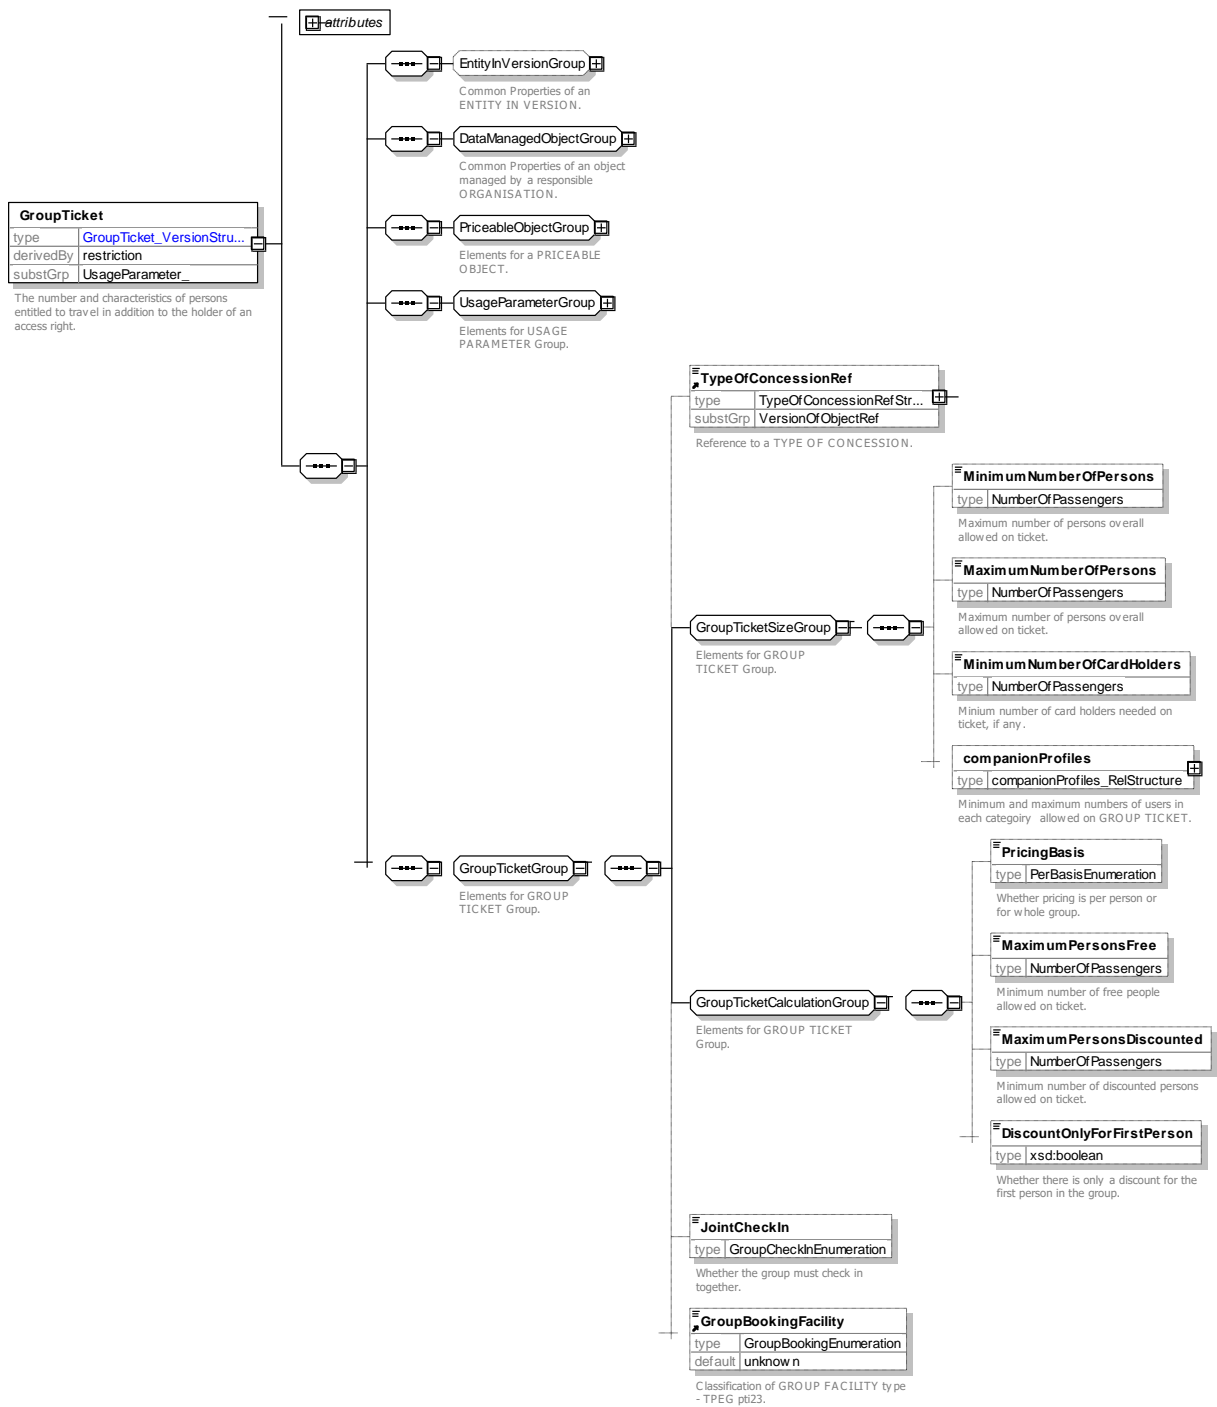 attributes
EntityInVersionGroup
Common Properties of an
ENTITY IN VERSION.
DataManagedObjectGroup
Common Properties of an object
managed by a responsible
ORGANISATION.
GroupTicket
type GroupTicket_VersionStru...
derivedBy restriction
substGrp UsageParameter_
The number and characteristics of persons
entitled to travel in addition to the holder of an
access right.
PriceableObjectGroup
Elements for a PRICEABLE
OBJECT.
UsageParameterGroup
Elements for USAGE
PARAMETER Group.
TypeOfConcessionRef
type TypeOfConcessionRefStr...
substGrp VersionOfObjectRef
Reference to a TYPE OF CONCESSION.
MinimumNumberOfPersons
type NumberOfPassengers
Maximum number of persons overall
allowed on ticket.
MaximumNumberOfPersons
type NumberOfPassengers
Maximum number of persons overall
allowed on ticket.
GroupTicketSizeGroup
Elements for GROUP
TICKET Group.
MinimumNumberOfCardHolders
type NumberOfPassengers
Minium number of card holders needed on
ticket, if any.
companionProfiles
type companionProfiles_RelStructure
Minimum and maximum numbers of users in
each categoiry allowed on GROUP TICKET.
GroupTicketGroup
Elements for GROUP
TICKET Group.
PricingBasis
type PerBasisEnumeration
Whether pricing is per person or
for whole group.
MaximumPersonsFree
type NumberOfPassengers
Minimum number of free people
allowed on ticket.
GroupTicketCalculationGroup
Elements for GROUP TICKET
Group.
MaximumPersonsDiscounted
type NumberOfPassengers
Minimum number of discounted persons
allowed on ticket.
DiscountOnlyForFirstPerson
type xsd:boolean
Whether there is only a discount for the
first person in the group.
JointCheckIn
type GroupCheckInEnumeration
Whether the group must check in
together.
GroupBookingFacility
type GroupBookingEnumeration
default unknown
Classification of GROUP FACILITY type
- TPEG pti23.